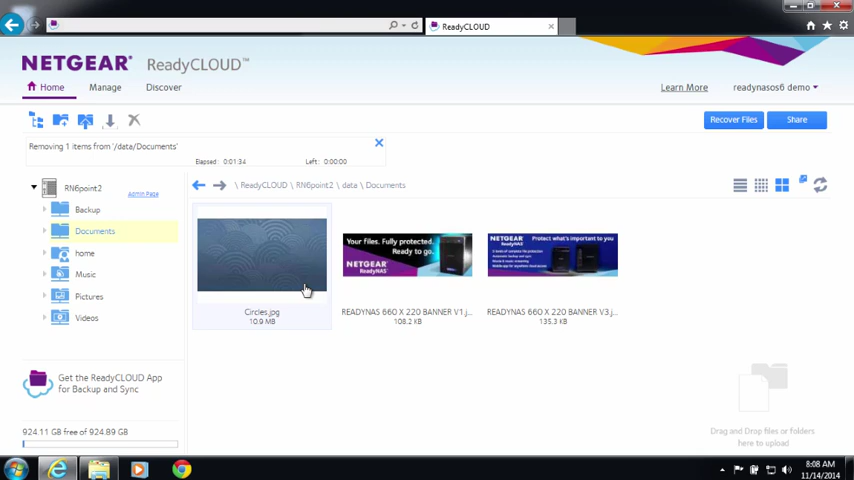 ReadyCLOUD
NETGEAR® ReadyCLOUD™
Home Manage Discover
Learn More readynasos6 demo
Recover Files Share
Removing 1 items from '/data/Documents'
Elapsed : 0:01:34 Left : 0:00:00
RN6point2 Admin Page
\ ReadyCLOUD \ RN6point2 \ data \ Documents
Backup
Documents
home
Music
Pictures
Videos
Your files. Fully protected.
Ready to go.
NETGEAR
ReadyNAS
NETGEAR
ReadyNAS
Protect what's important to you
Circles.jpg
10.9 MB
READYNAS 660 X 220 BANNER V1.j...
108.2 KB
READYNAS 660 X 220 BANNER V3.j...
135.3 KB
Get the ReadyCLOUD App
for Backup and Sync
924.11 GB free of 924.89 GB
Drag and Drop files or folders
here to upload
8:08 AM
11/14/2014